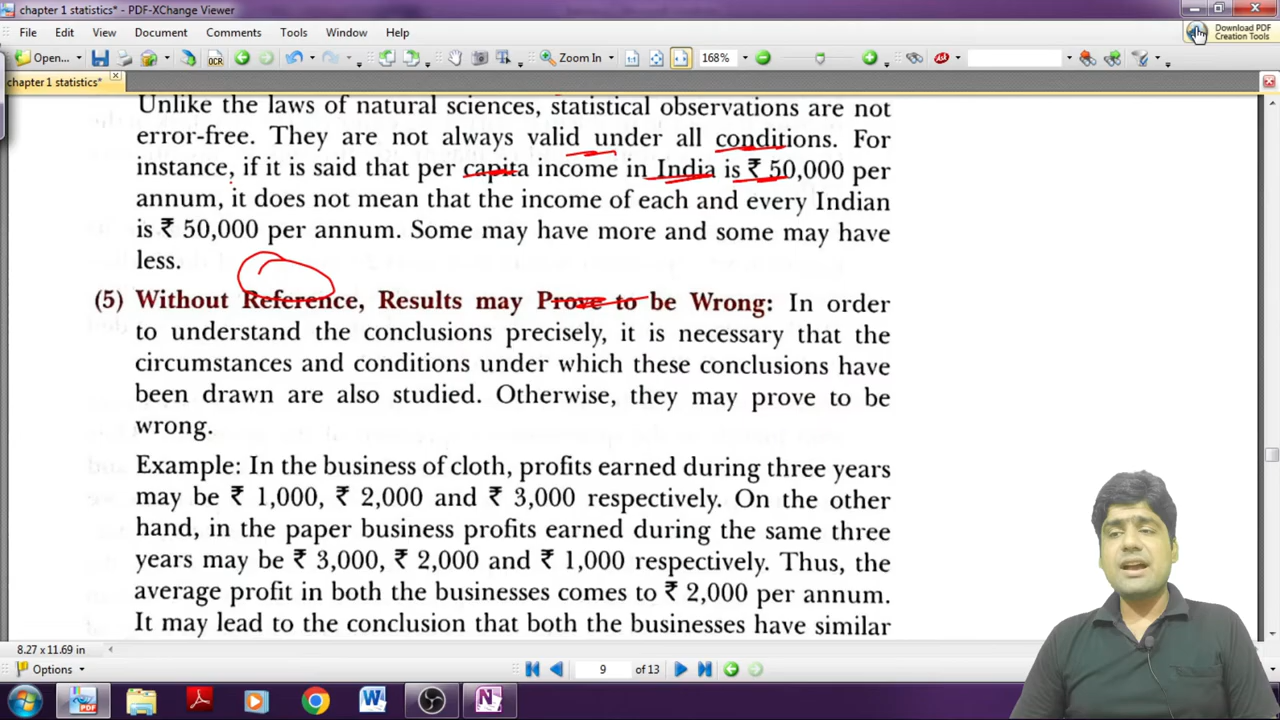 chapter 1 statistics* - PDF-XChange Viewer
File Edit View Document Comments Tools Window Help
Download PDF
Creation Tools
Open... OCR Zoom In 168%
chapter 1 statistics*
Unlike the laws of natural sciences, statistical observations are not
error-free. They are not always valid under all conditions. For
instance, if it is said that per capita income in India is ₹ 50,000 per
annum, it does not mean that the income of each and every Indian
is ₹ 50,000 per annum. Some may have more and some may have
less.
(5) Without Reference, Results may Prove to be Wrong: In order
to understand the conclusions precisely, it is necessary that the
circumstances and conditions under which these conclusions have
been drawn are also studied. Otherwise, they may prove to be
wrong.
Example: In the business of cloth, profits earned during three years
may be ₹ 1,000, ₹ 2,000 and ₹ 3,000 respectively. On the other
hand, in the paper business profits earned during the same three
years may be ₹ 3,000, ₹ 2,000 and ₹ 1,000 respectively. Thus, the
average profit in both the businesses comes to ₹ 2,000 per annum.
It may lead to the conclusion that both the businesses have similar
8.27 x 11.69 in
Options 9 of 13